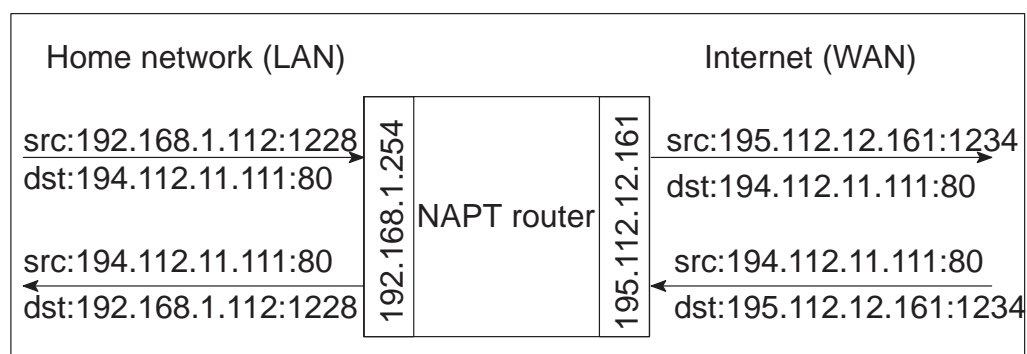 Home network (LAN)
Internet (WAN)
src:192.168.1.112:1228
dst:194.112.11.111:80
192.168.1.254
NAPT router
195.112.12.161
src:195.112.12.161:1234
dst:194.112.11.111:80
src:194.112.11.111:80
dst:192.168.1.112:1228
src:194.112.11.111:80
dst:195.112.12.161:1234